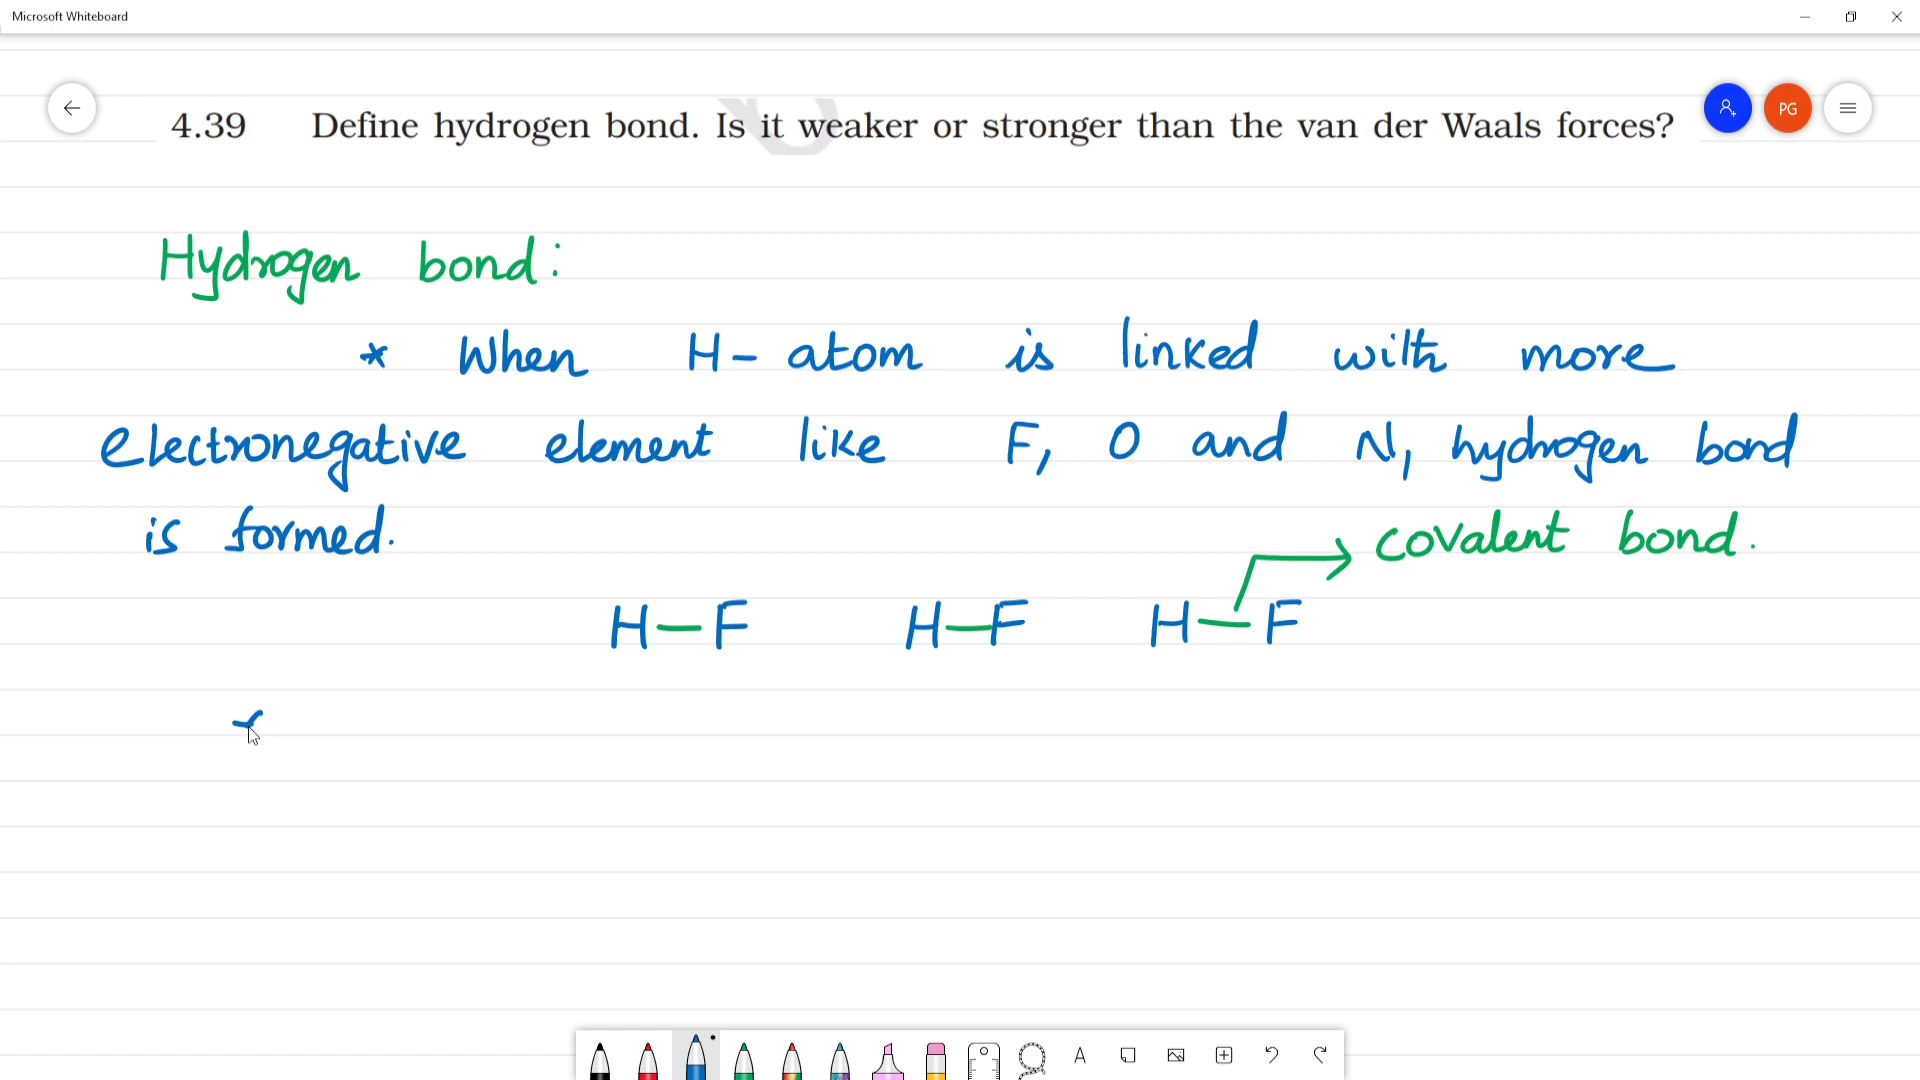 Microsoft Whiteboard
4.39 Define hydrogen bond. Is it weaker or stronger than the van der Waals forces?
PG
Hydrogen bond:
* When H- atom is linked with more
electronegative element like F, O and N, hydrogen bond
is formed.
covalent bond.
H-F H-F H-F
A